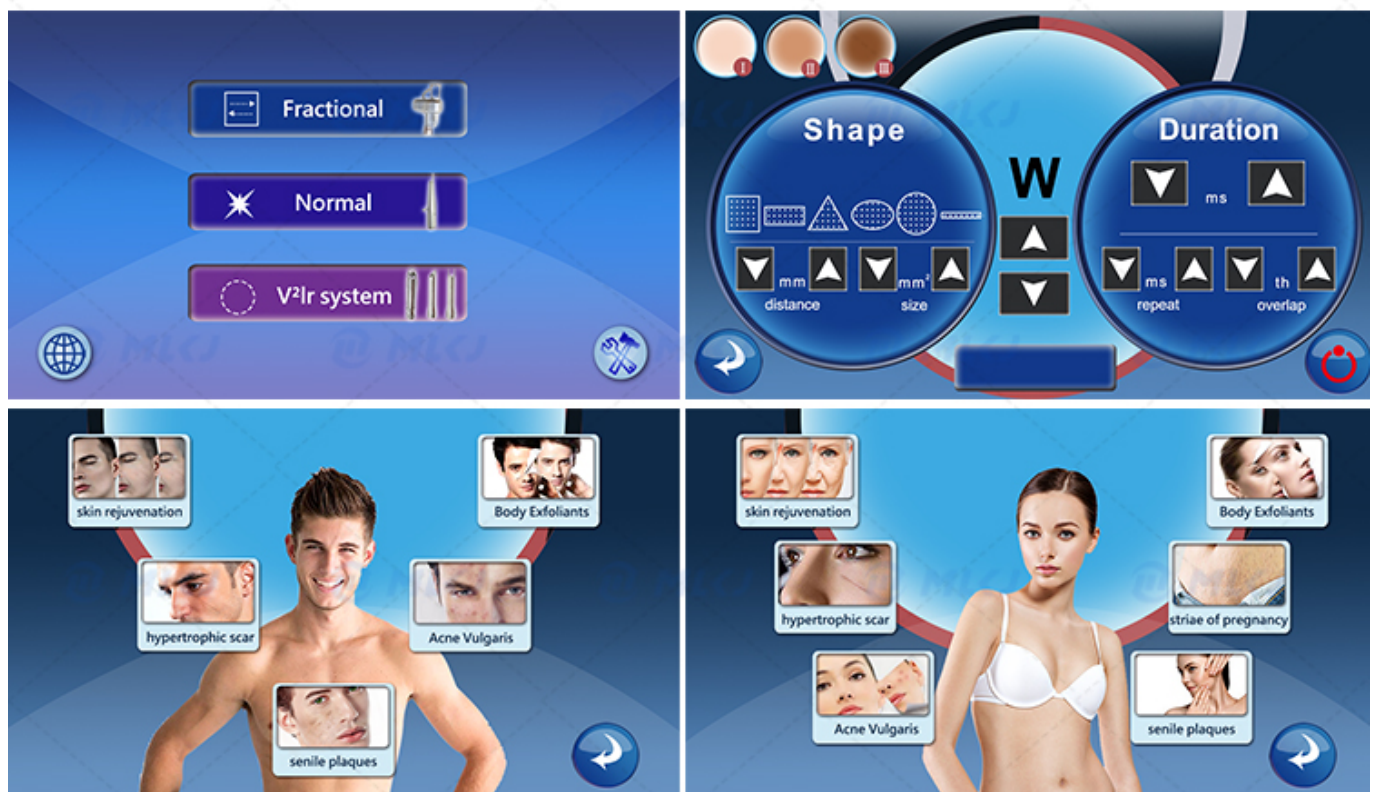 Fractional
Normal
V²lr system
I
II
III
Shape
mm
distance
mm²
size
W
Duration
ms
ms
repeat
th
overlap
skin rejuvenation
Body Exfoliants
hypertrophic scar
Acne Vulgaris
senile plaques
skin rejuvenation
Body Exfoliants
hypertrophic scar
striae of pregnancy
Acne Vulgaris
senile plaques